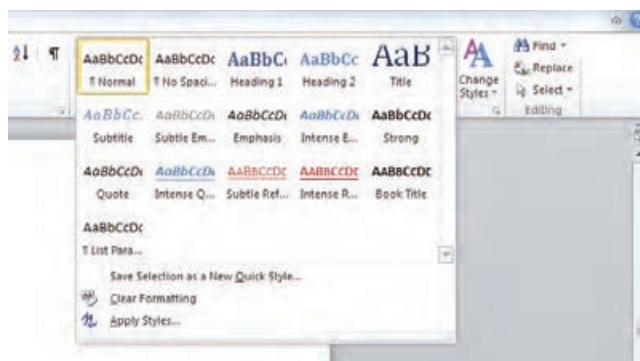 AaBbCcDc AaBbCcDc AaBbCc AaBbCc AaB Find
¶ Normal ¶ No Spaci... Heading 1 Heading 2 Title Change Styles Replace
Select
AaBbCc. AaBbCcDc AaBbCcDc AaBbCcDc AaBbCcDc Editing
Subtitle Subtle Em... Emphasis Intense E... Strong
AaBbCcDc AaBbCcDc AABBCCDC AABBCCDC AABBCCDC
Quote Intense Q... Subtle Ref... Intense R... Book Title
AaBbCcDc
¶ List Para...
Save Selection as a New Quick Style...
Clear Formatting
Apply Styles...